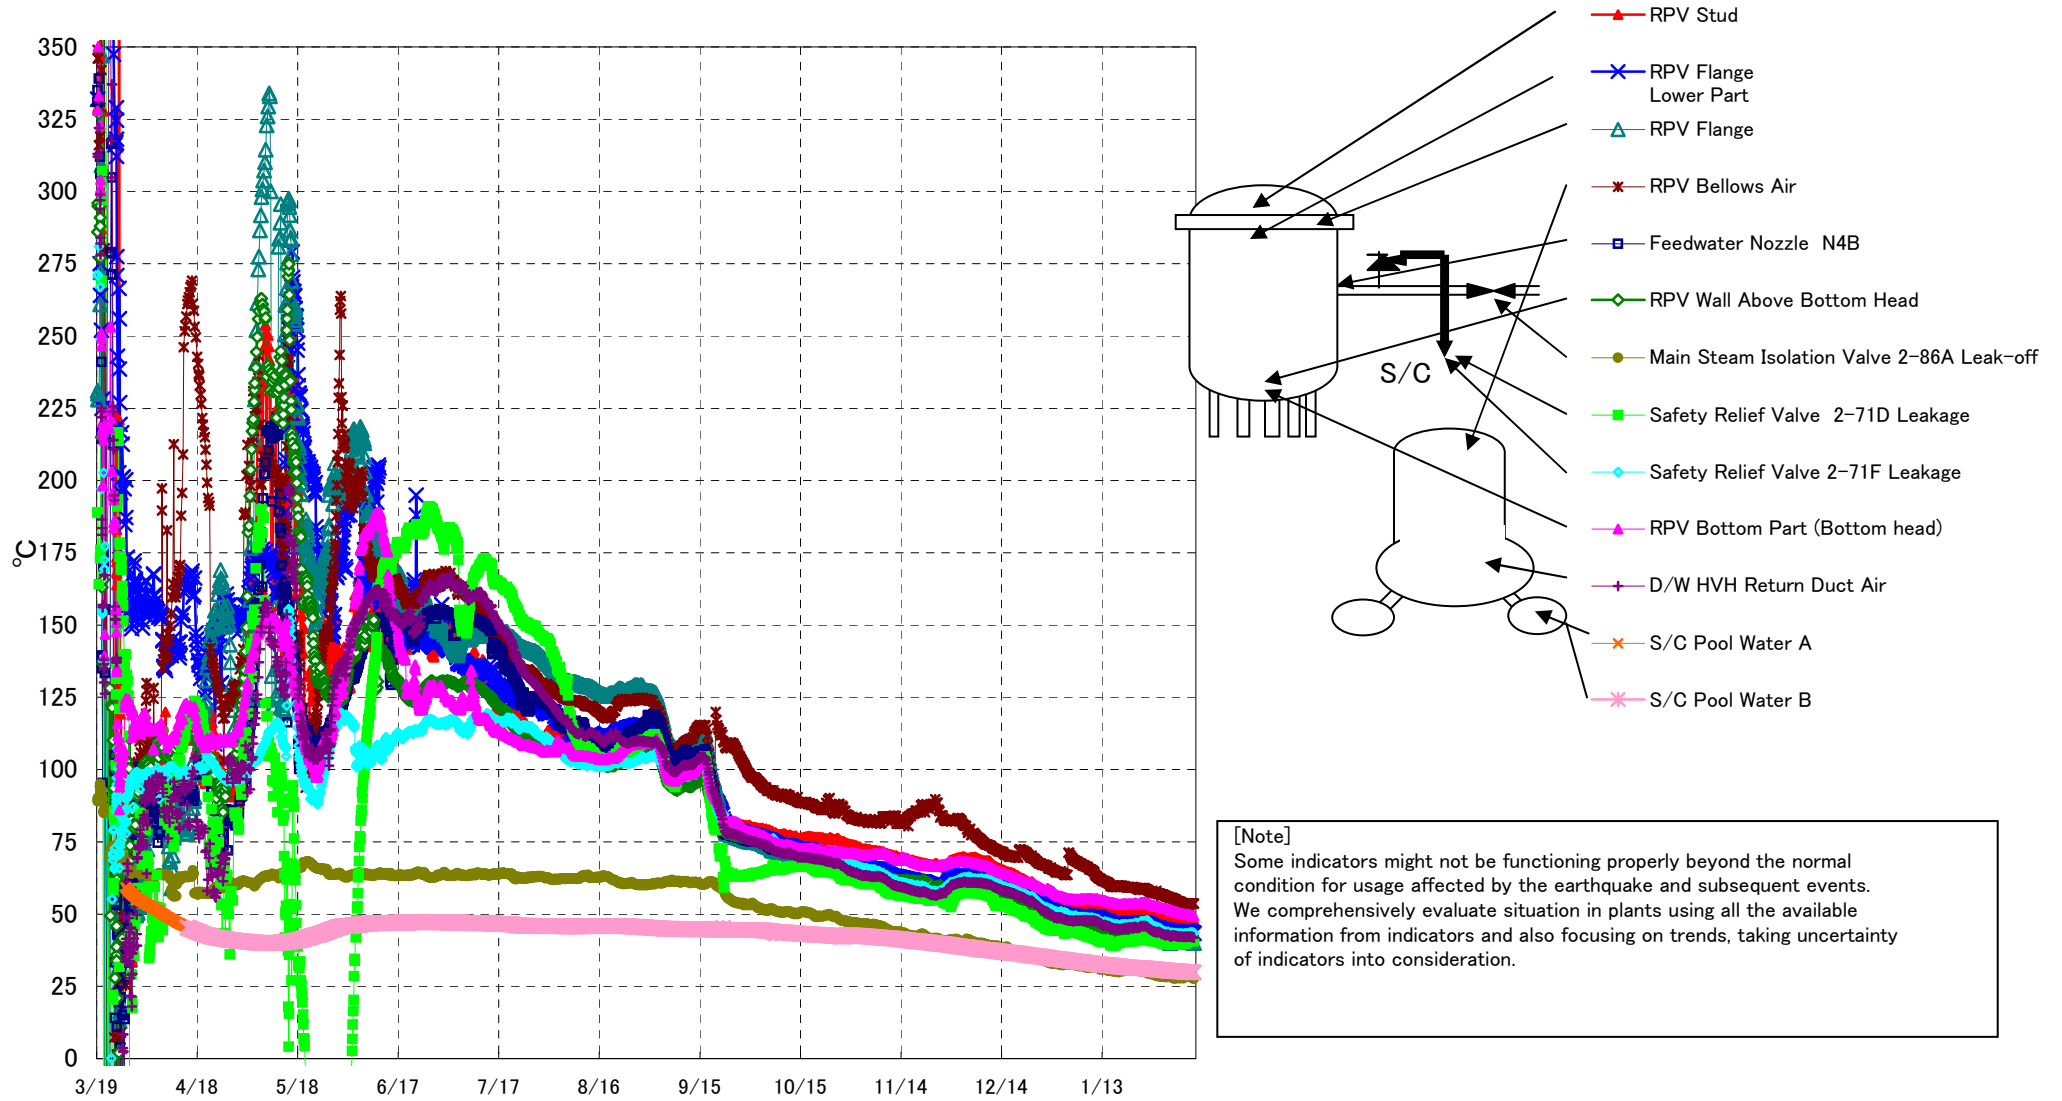 350
325
300
275
250
225
200
175
150
125
100
75
50
25
0
°C
3/19 4/18 5/18 6/17 7/17 8/16 9/15 10/15 11/14 12/14 1/13
RPV Stud
RPV Flange
Lower Part
RPV Flange
RPV Bellows Air
Feedwater Nozzle N4B
RPV Wall Above Bottom Head
Main Steam Isolation Valve 2-86A Leak-off
Safety Relief Valve 2-71D Leakage
Safety Relief Valve 2-71F Leakage
RPV Bottom Part (Bottom head)
D/W HVH Return Duct Air
S/C Pool Water A
S/C Pool Water B
S/C
[Note]
Some indicators might not be functioning properly beyond the normal
condition for usage affected by the earthquake and subsequent events.
We comprehensively evaluate situation in plants using all the available
information from indicators and also focusing on trends, taking uncertainty
of indicators into consideration.